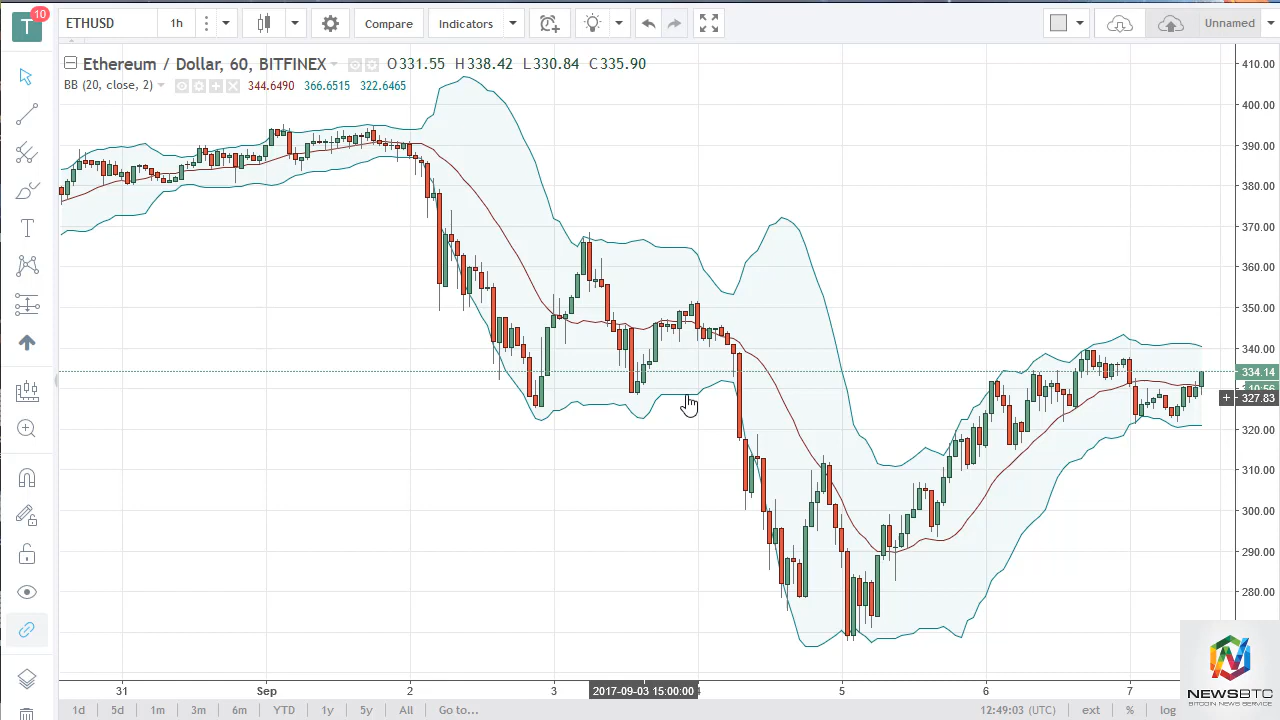 T
10
ETHUSD
1h
Compare
Indicators
Unnamed
Ethereum / Dollar, 60, BITFINEX O331.55 H338.42 L330.84 C335.90
BB (20, close, 2) 344.6490 366.6515 322.6465
410.00
400.00
390.00
380.00
370.00
360.00
350.00
340.00
334.14
327.83
320.00
310.00
300.00
290.00
280.00
31 Sep 2 3 2017-09-03 15:00:00 5 6 7
1d 5d 1m 3m 6m YTD 1y 5y All Go to... 12:49:03 (UTC) ext % log
NEWSBTC
BITCOIN NEWS SERVICE